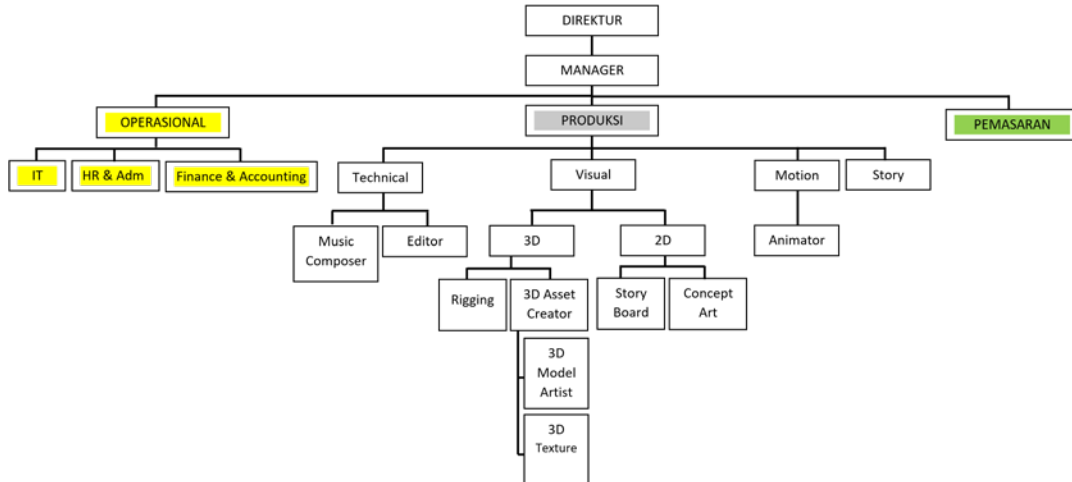 DIREKTUR
MANAGER
OPERASIONAL
PRODUKSI
PEMASARAN
IT
HR & Adm
Finance & Accounting
Technical
Visual
Motion
Story
Music
Composer
Editor
3D
2D
Animator
Rigging
3D Asset
Creator
Story
Board
Concept
Art
3D
Model
Artist
3D
Texture